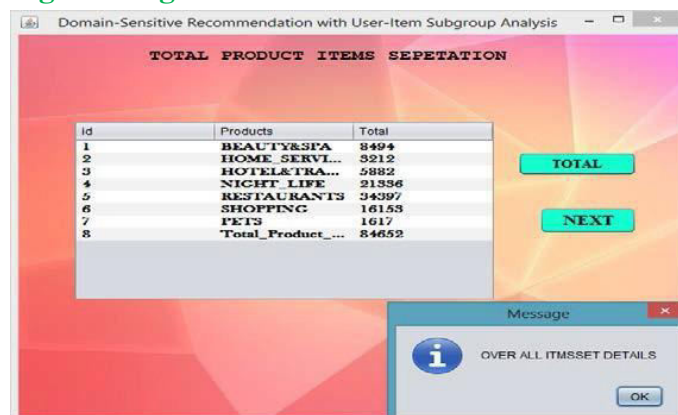 Domain-Sensitive Recommendation with User-Item Subgroup Analysis
TOTAL PRODUCT ITEMS SEPETATION
id Products Total
1 BEAUTY&SPA 8494
2 HOME_SERVI... 3212
3 HOTEL&TRA... 5882
4 NIGHT_LIFE 21336
5 RESTAURANTS 34397
6 SHOPPING 16153
7 PETS 1617
8 Total_Product_... 84652
TOTAL
NEXT
Message
OVER ALL ITMSSET DETAILS
OK